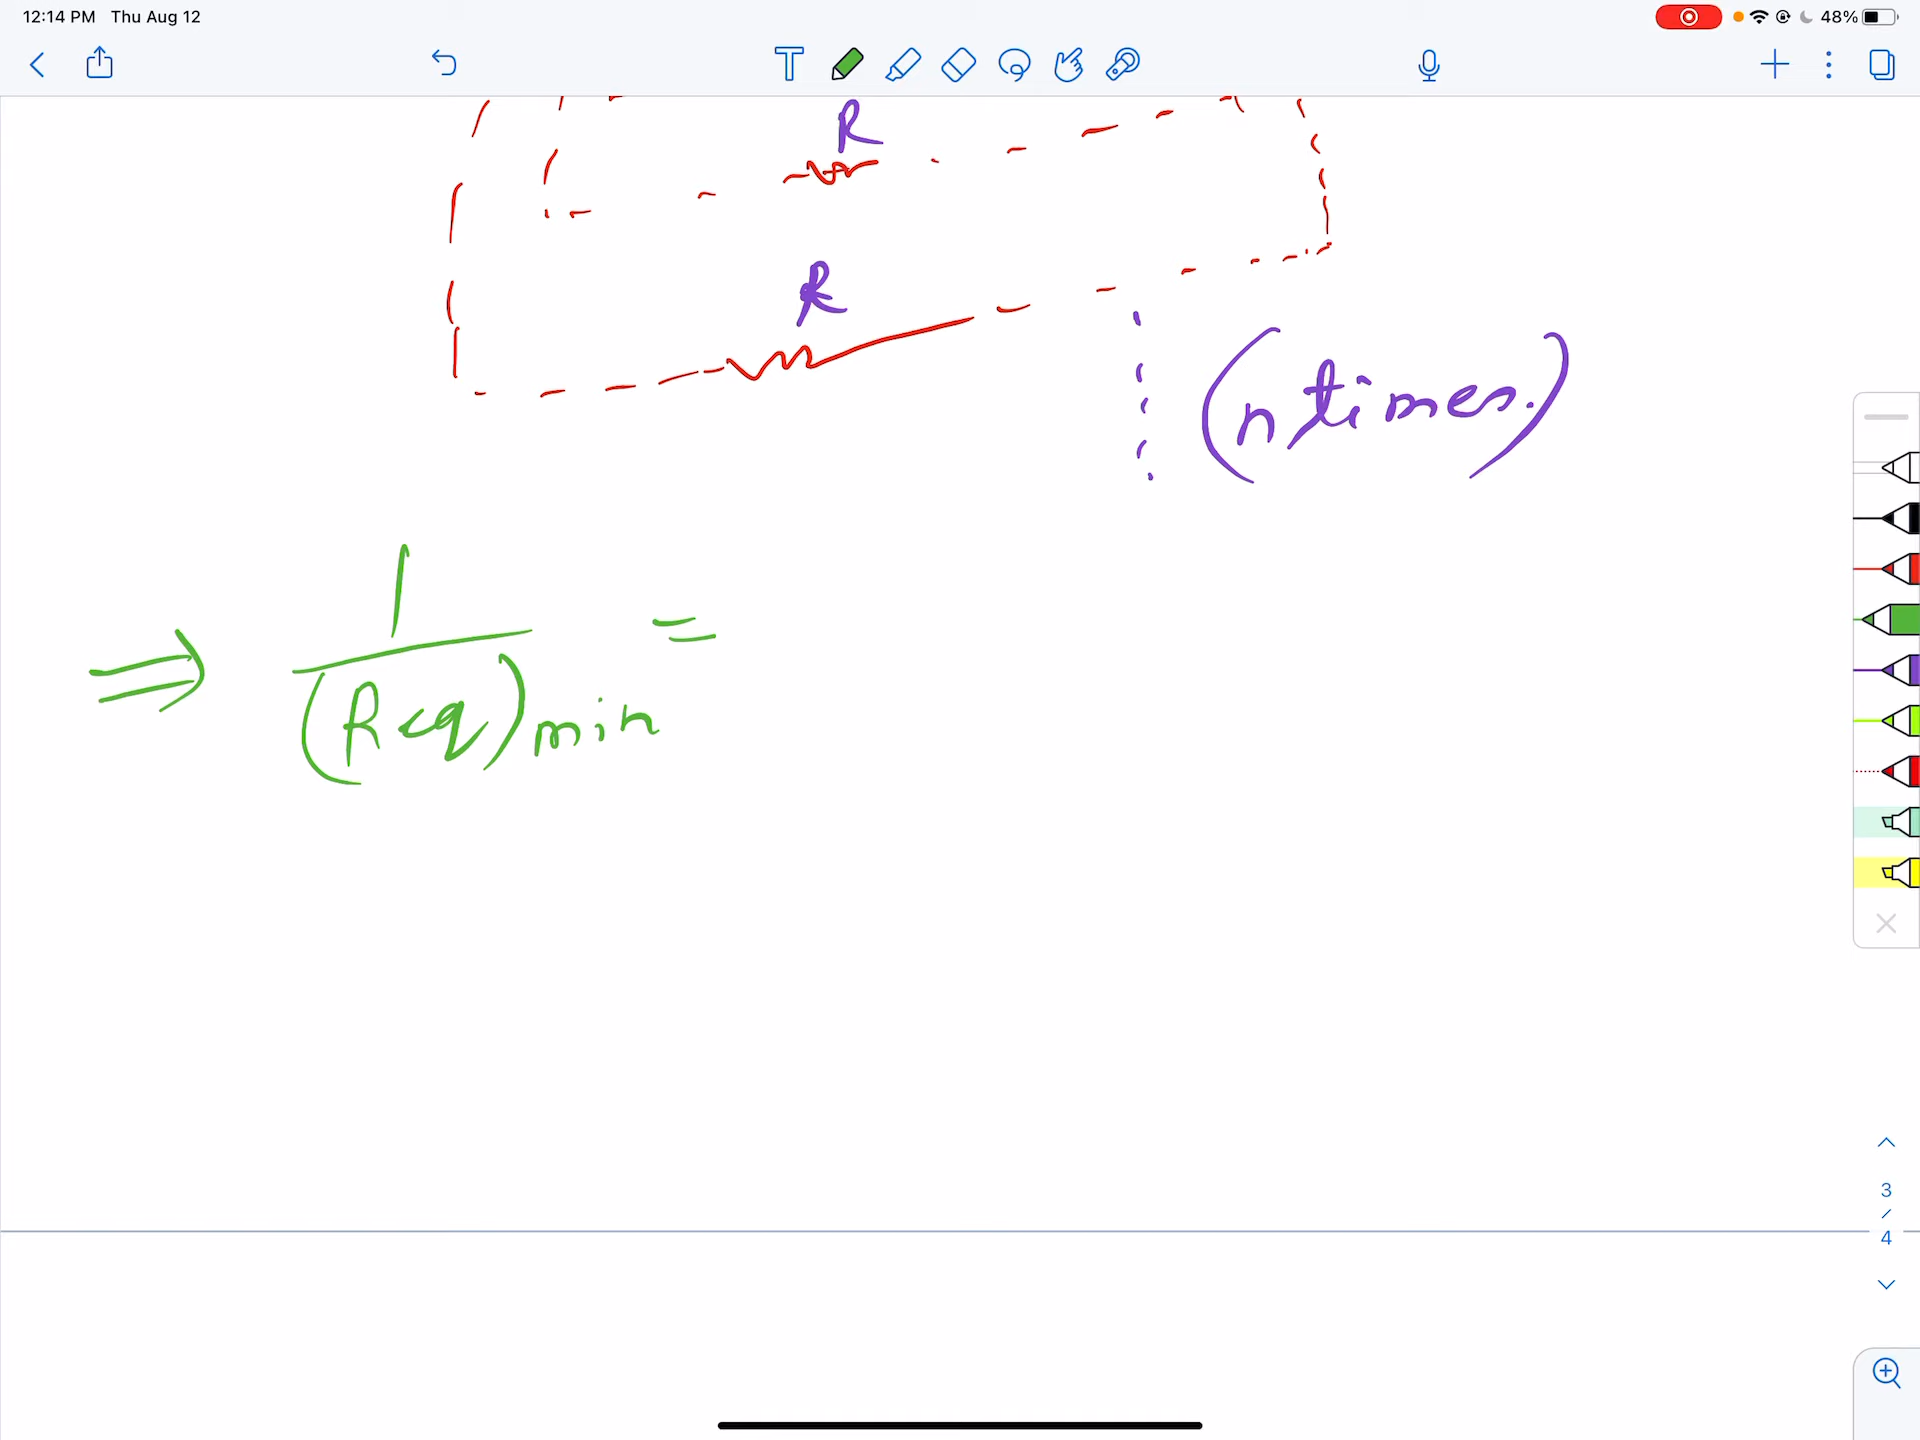 12:14 PM Thu Aug 12
48%
T
R
R
(n times.)
⇒ 1/(Req)min =
3
/
4